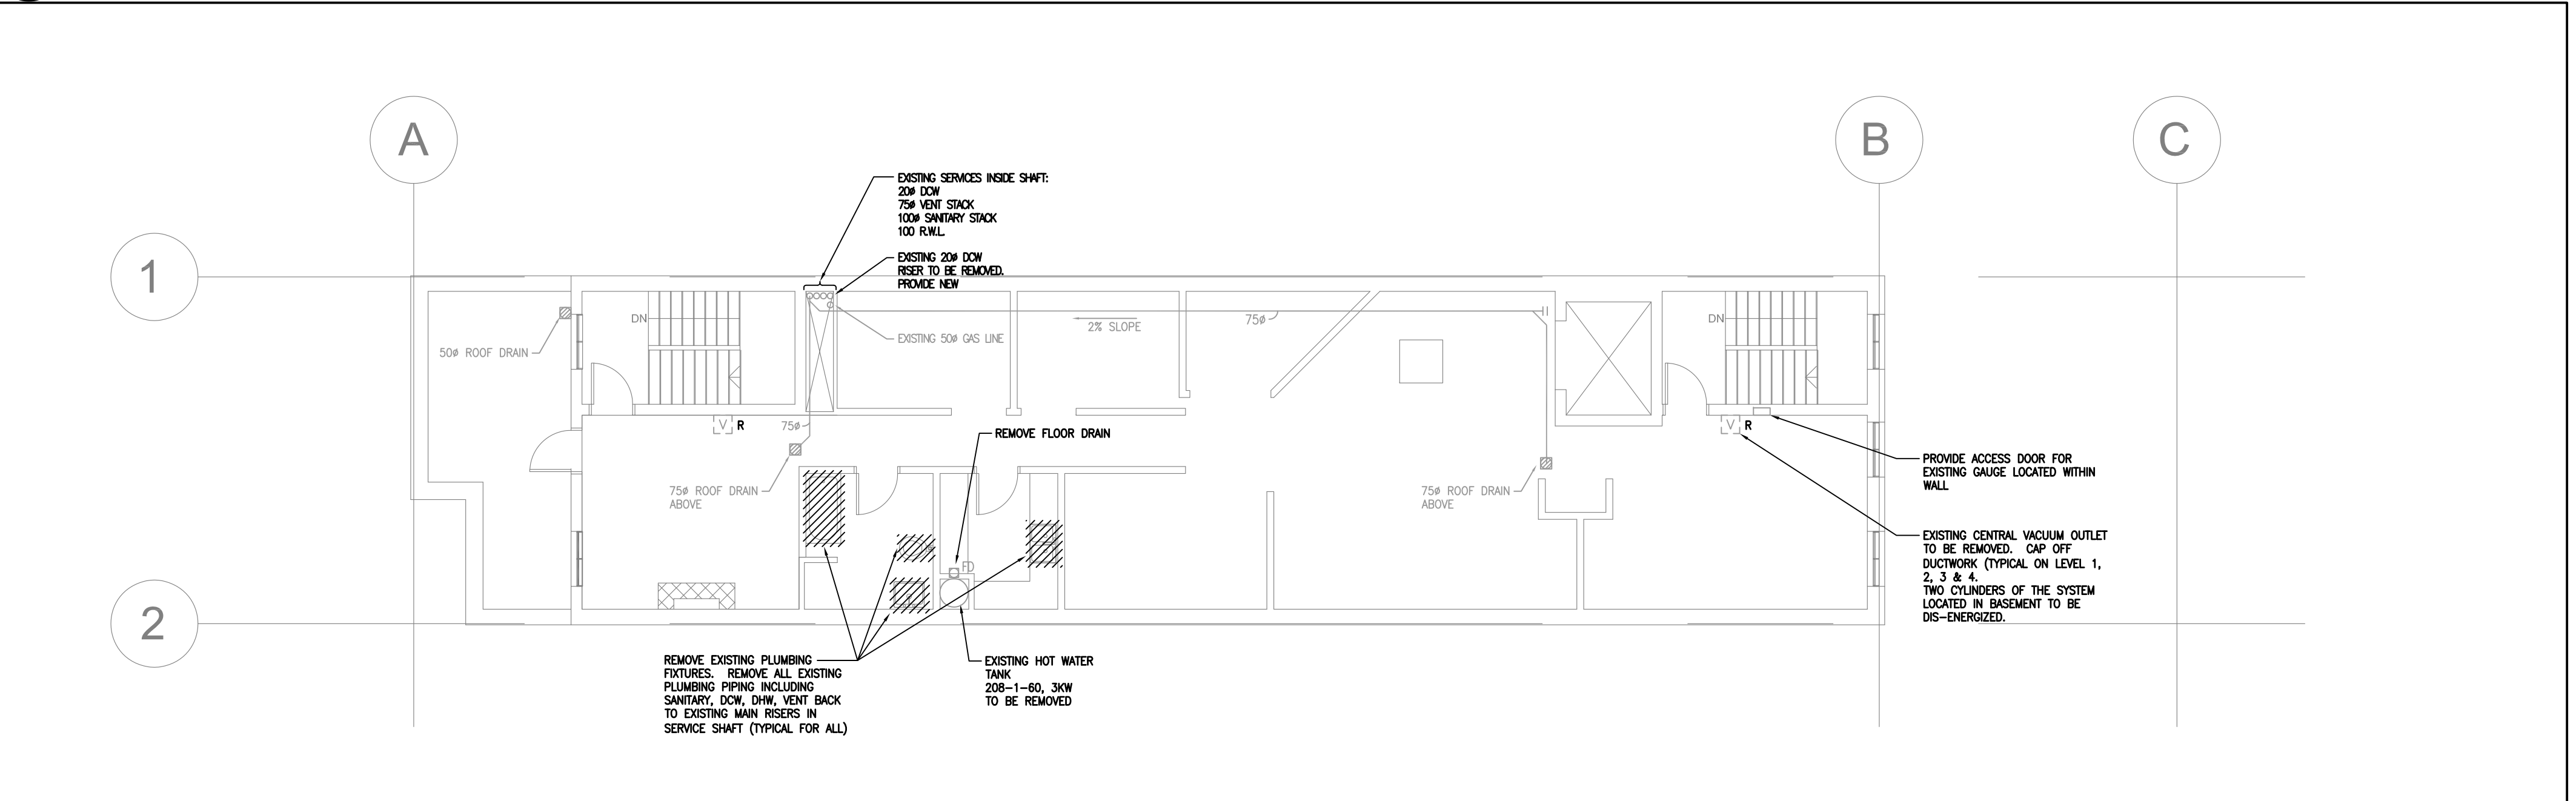 A
B
C
1
2
EXISTING SERVICES INSIDE SHAFT:
20ø DCW
75ø VENT STACK
100ø SANITARY STACK
100 R.W.L.
EXISTING 20ø DCW
RISER TO BE REMOVED.
PROVIDE NEW
EXISTING 50ø GAS LINE
2% SLOPE
75ø
DN
DN
50ø ROOF DRAIN
V R
75ø
REMOVE FLOOR DRAIN
V R
75ø ROOF DRAIN
ABOVE
75ø ROOF DRAIN
ABOVE
FD
PROVIDE ACCESS DOOR FOR
EXISTING GAUGE LOCATED WITHIN
WALL
EXISTING CENTRAL VACUUM OUTLET
TO BE REMOVED. CAP OFF
DUCTWORK (TYPICAL ON LEVEL 1,
2, 3 & 4.
TWO CYLINDERS OF THE SYSTEM
LOCATED IN BASEMENT TO BE
DIS-ENERGIZED.
REMOVE EXISTING PLUMBING
FIXTURES. REMOVE ALL EXISTING
PLUMBING PIPING INCLUDING
SANITARY, DCW, DHW, VENT BACK
TO EXISTING MAIN RISERS IN
SERVICE SHAFT (TYPICAL FOR ALL)
EXISTING HOT WATER
TANK
208-1-60, 3KW
TO BE REMOVED